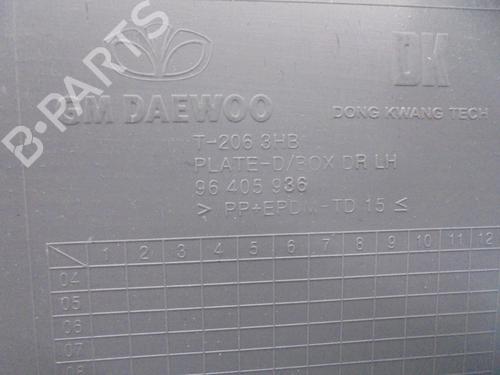 B-PARTS
DK
GM DAEWOO
DONG KWANG TECH
T-206 3HB
PLATE-D/BOX DR LH
96 405 936
> PP+EPDM-TD 15 <
1 2 3 4 5 6 7 8 9 10 11 12
04
05
06
07
08